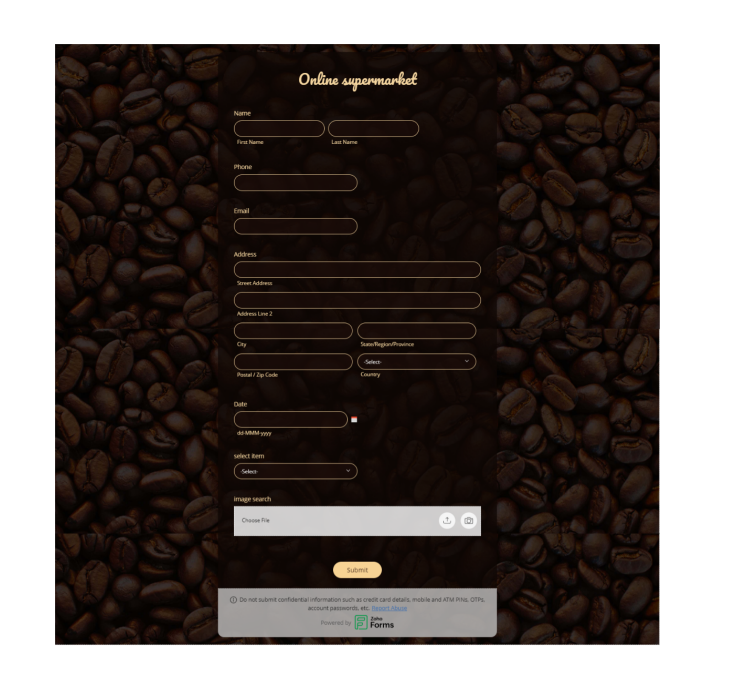 Online supermarket
Name
First Name Last Name
Phone
Email
Address
Street Address
Address Line 2
City State/Region/Province
-Select-
Postal / Zip Code Country
Date
dd-MMM-yyyy
select item
-Select-
image search
Choose File
Submit
Do not submit confidential information such as credit card details, mobile and ATM PINs, OTPs,
account passwords, etc. Report Abuse
Powered by Zoho Forms